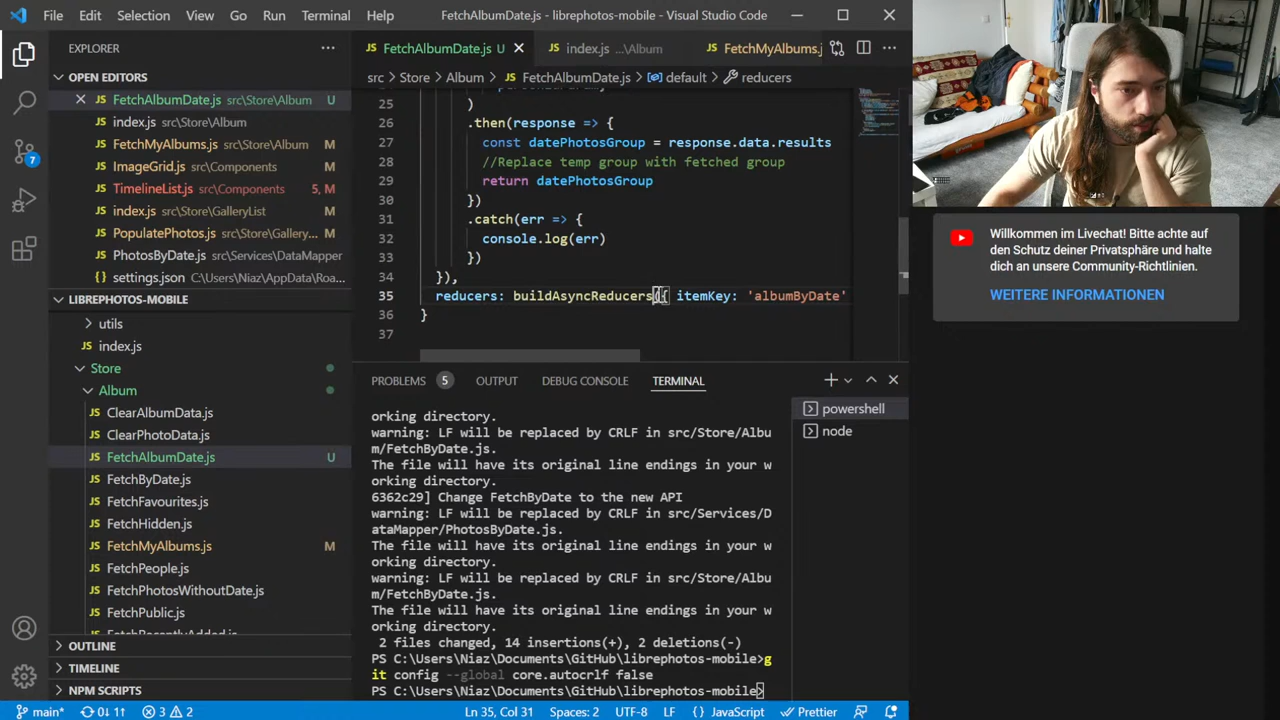 File Edit Selection View Go Run Terminal Help FetchAlbumDate.js - librephotos-mobile - Visual Studio Code
EXPLORER
OPEN EDITORS
FetchAlbumDate.js src\Store\Album U
index.js src\Store\Album
FetchMyAlbums.js src\Store\Album M
ImageGrid.js src\Components M
TimelineList.js src\Components 5, M
index.js src\Store\GalleryList M
PopulatePhotos.js src\Store\Gallery... M
PhotosByDate.js src\Services\DataMapper
settings.json C:\Users\Niaz\AppData\Roa...
LIBREPHOTOS-MOBILE
utils
index.js
Store
Album
ClearAlbumData.js
ClearPhotoData.js
FetchAlbumDate.js U
FetchByDate.js
FetchFavourites.js
FetchHidden.js
FetchMyAlbums.js M
FetchPeople.js
FetchPhotosWithoutDate.js
FetchPublic.js
OUTLINE
TIMELINE
NPM SCRIPTS
FetchAlbumDate.js U index.js ...\Album FetchMyAlbums.j
src > Store > Album > FetchAlbumDate.js > default > reducers
25 )
26 .then(response => {
27 const datePhotosGroup = response.data.results
28 //Replace temp group with fetched group
29 return datePhotosGroup
30 })
31 .catch(err => {
32 console.log(err)
33 })
34 }),
35 reducers: buildAsyncReducers({ itemKey: 'albumByDate'
36 }
37
PROBLEMS 5 OUTPUT DEBUG CONSOLE TERMINAL
orking directory.
warning: LF will be replaced by CRLF in src/Store/Albu
m/FetchByDate.js.
The file will have its original line endings in your w
orking directory.
6362c29] Change FetchByDate to the new API
warning: LF will be replaced by CRLF in src/Services/D
ataMapper/PhotosByDate.js.
The file will have its original line endings in your w
orking directory.
warning: LF will be replaced by CRLF in src/Store/Albu
m/FetchByDate.js.
The file will have its original line endings in your w
orking directory.
2 files changed, 14 insertions(+), 2 deletions(-)
PS C:\Users\Niaz\Documents\GitHub\librephotos-mobile>g
it config --global core.autocrlf false
PS C:\Users\Niaz\Documents\GitHub\librephotos-mobile>
powershell
node
main* 0↓ 1↑ 3 2 Ln 35, Col 31 Spaces: 2 UTF-8 LF {} JavaScript Prettier
7
Willkommen im Livechat! Bitte achte auf
den Schutz deiner Privatsphäre und halte
dich an unsere Community-Richtlinien.
WEITERE INFORMATIONEN